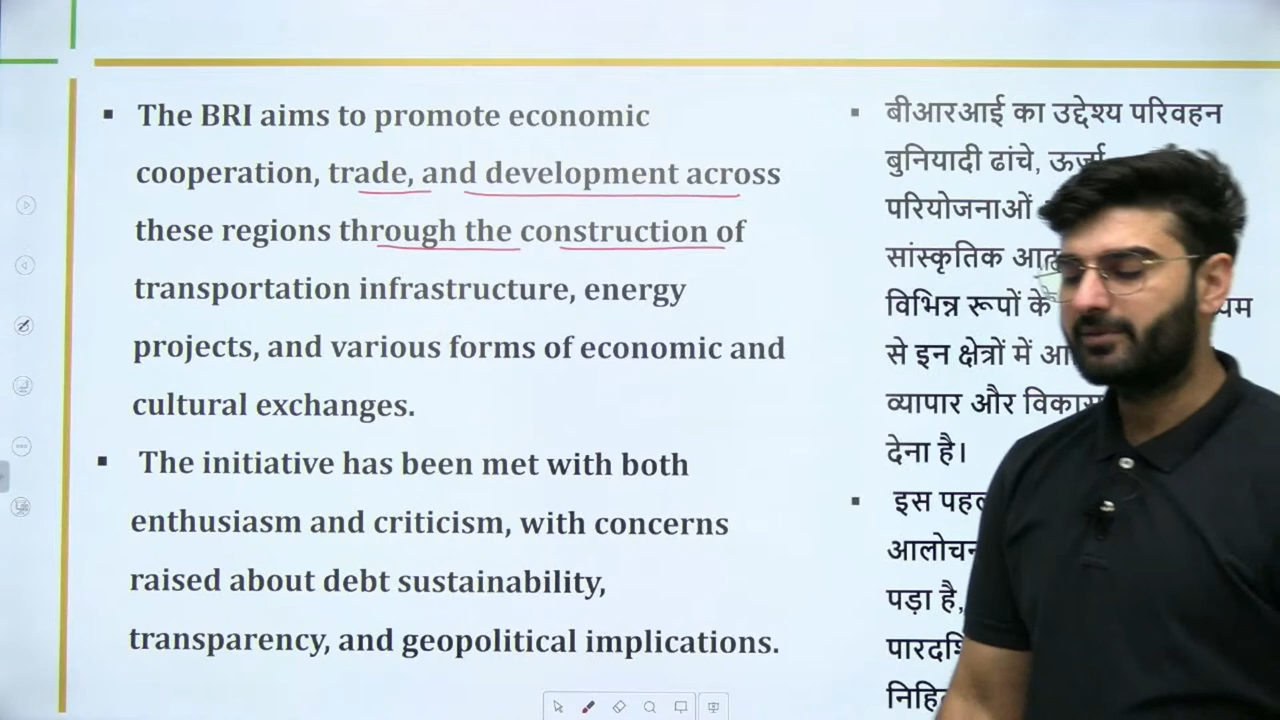 The BRI aims to promote economic
cooperation, trade, and development across
these regions through the construction of
transportation infrastructure, energy
projects, and various forms of economic and
cultural exchanges.
The initiative has been met with both
enthusiasm and criticism, with concerns
raised about debt sustainability,
transparency, and geopolitical implications.
बीआरआई का उद्देश्य परिवहन
बुनियादी ढांचे, ऊर्जा
परियोजनाओं
सांस्कृतिक
विभिन्न रूपों के
से इन क्षेत्रों में
व्यापार और विकास
देना है।
इस
पड़ा है,